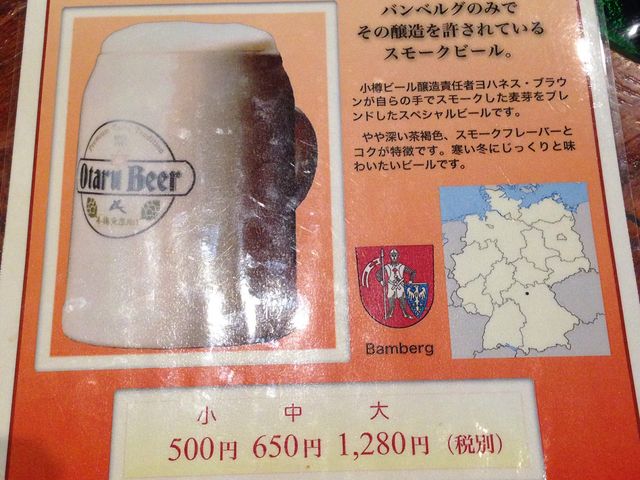 バンベルグのみで
その醸造を許されている
スモークビール。
小樽ビール醸造責任者ヨハネス・ブラウ
ンが自らの手でスモークした麦芽をブレ
ンドしたスペシャルビールです。
やや深い茶褐色、スモークフレーバーと
コクが特徴です。寒い冬にじっくりと味
わいたいビールです。
Otaru Beer
Bamberg
小 中 大
500円 650円 1,280円 (税別)